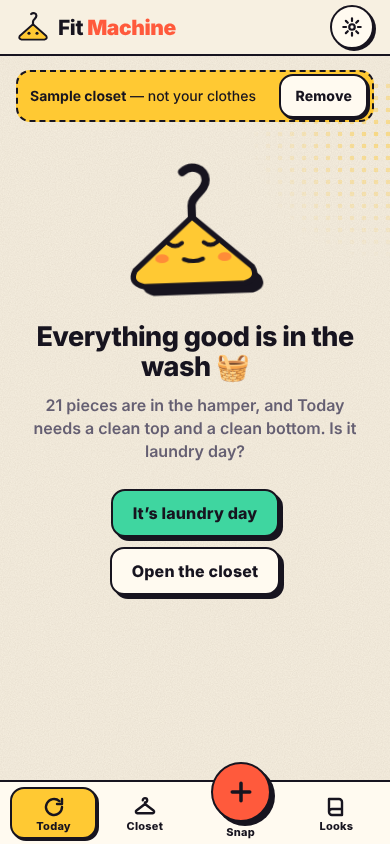 Fit Machine
Sample closet — not your clothes
Remove
Everything good is in the
wash 🧺
21 pieces are in the hamper, and Today
needs a clean top and a clean bottom. Is it
laundry day?
It’s laundry day
Open the closet
Today
Closet
Snap
Looks